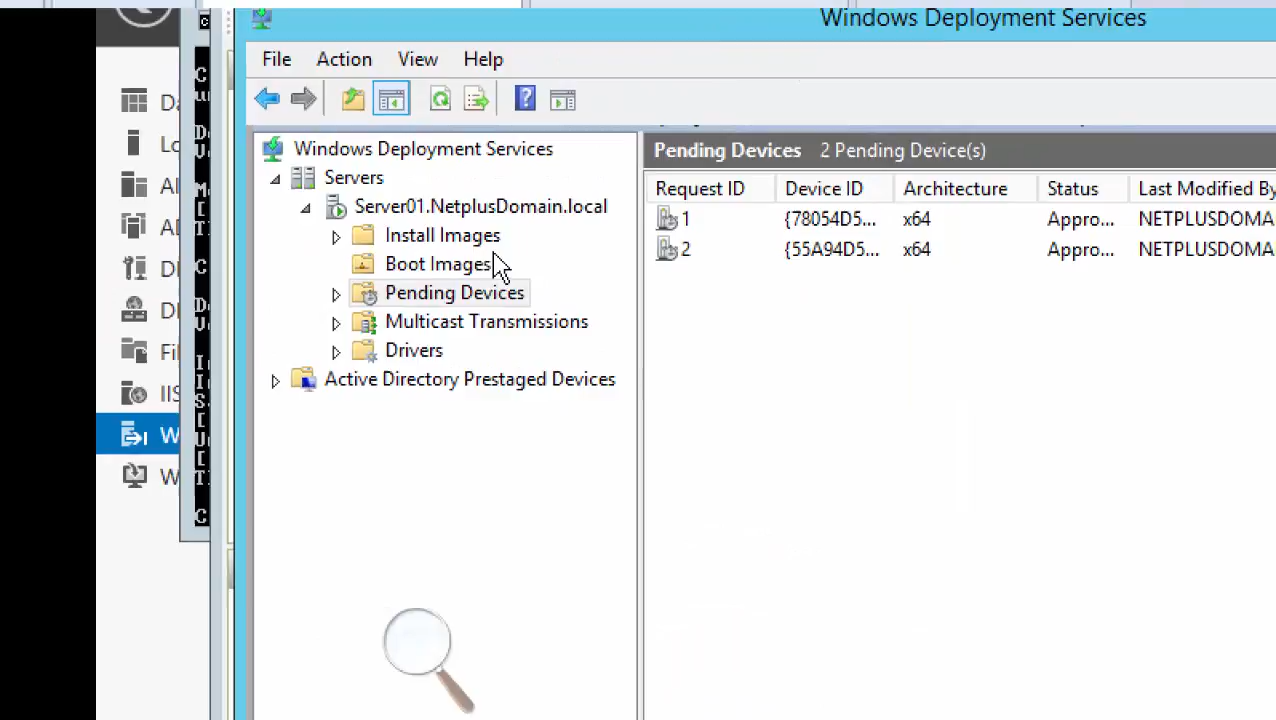 Windows Deployment Services
File Action View Help
Windows Deployment Services
Servers
Server01.NetplusDomain.local
Install Images
Boot Images
Pending Devices
Multicast Transmissions
Drivers
Active Directory Prestaged Devices
Pending Devices 2 Pending Device(s)
Request ID Device ID Architecture Status Last Modified By
1 {78054D5... x64 Appro... NETPLUSDOMA
2 {55A94D5... x64 Appro... NETPLUSDOMA